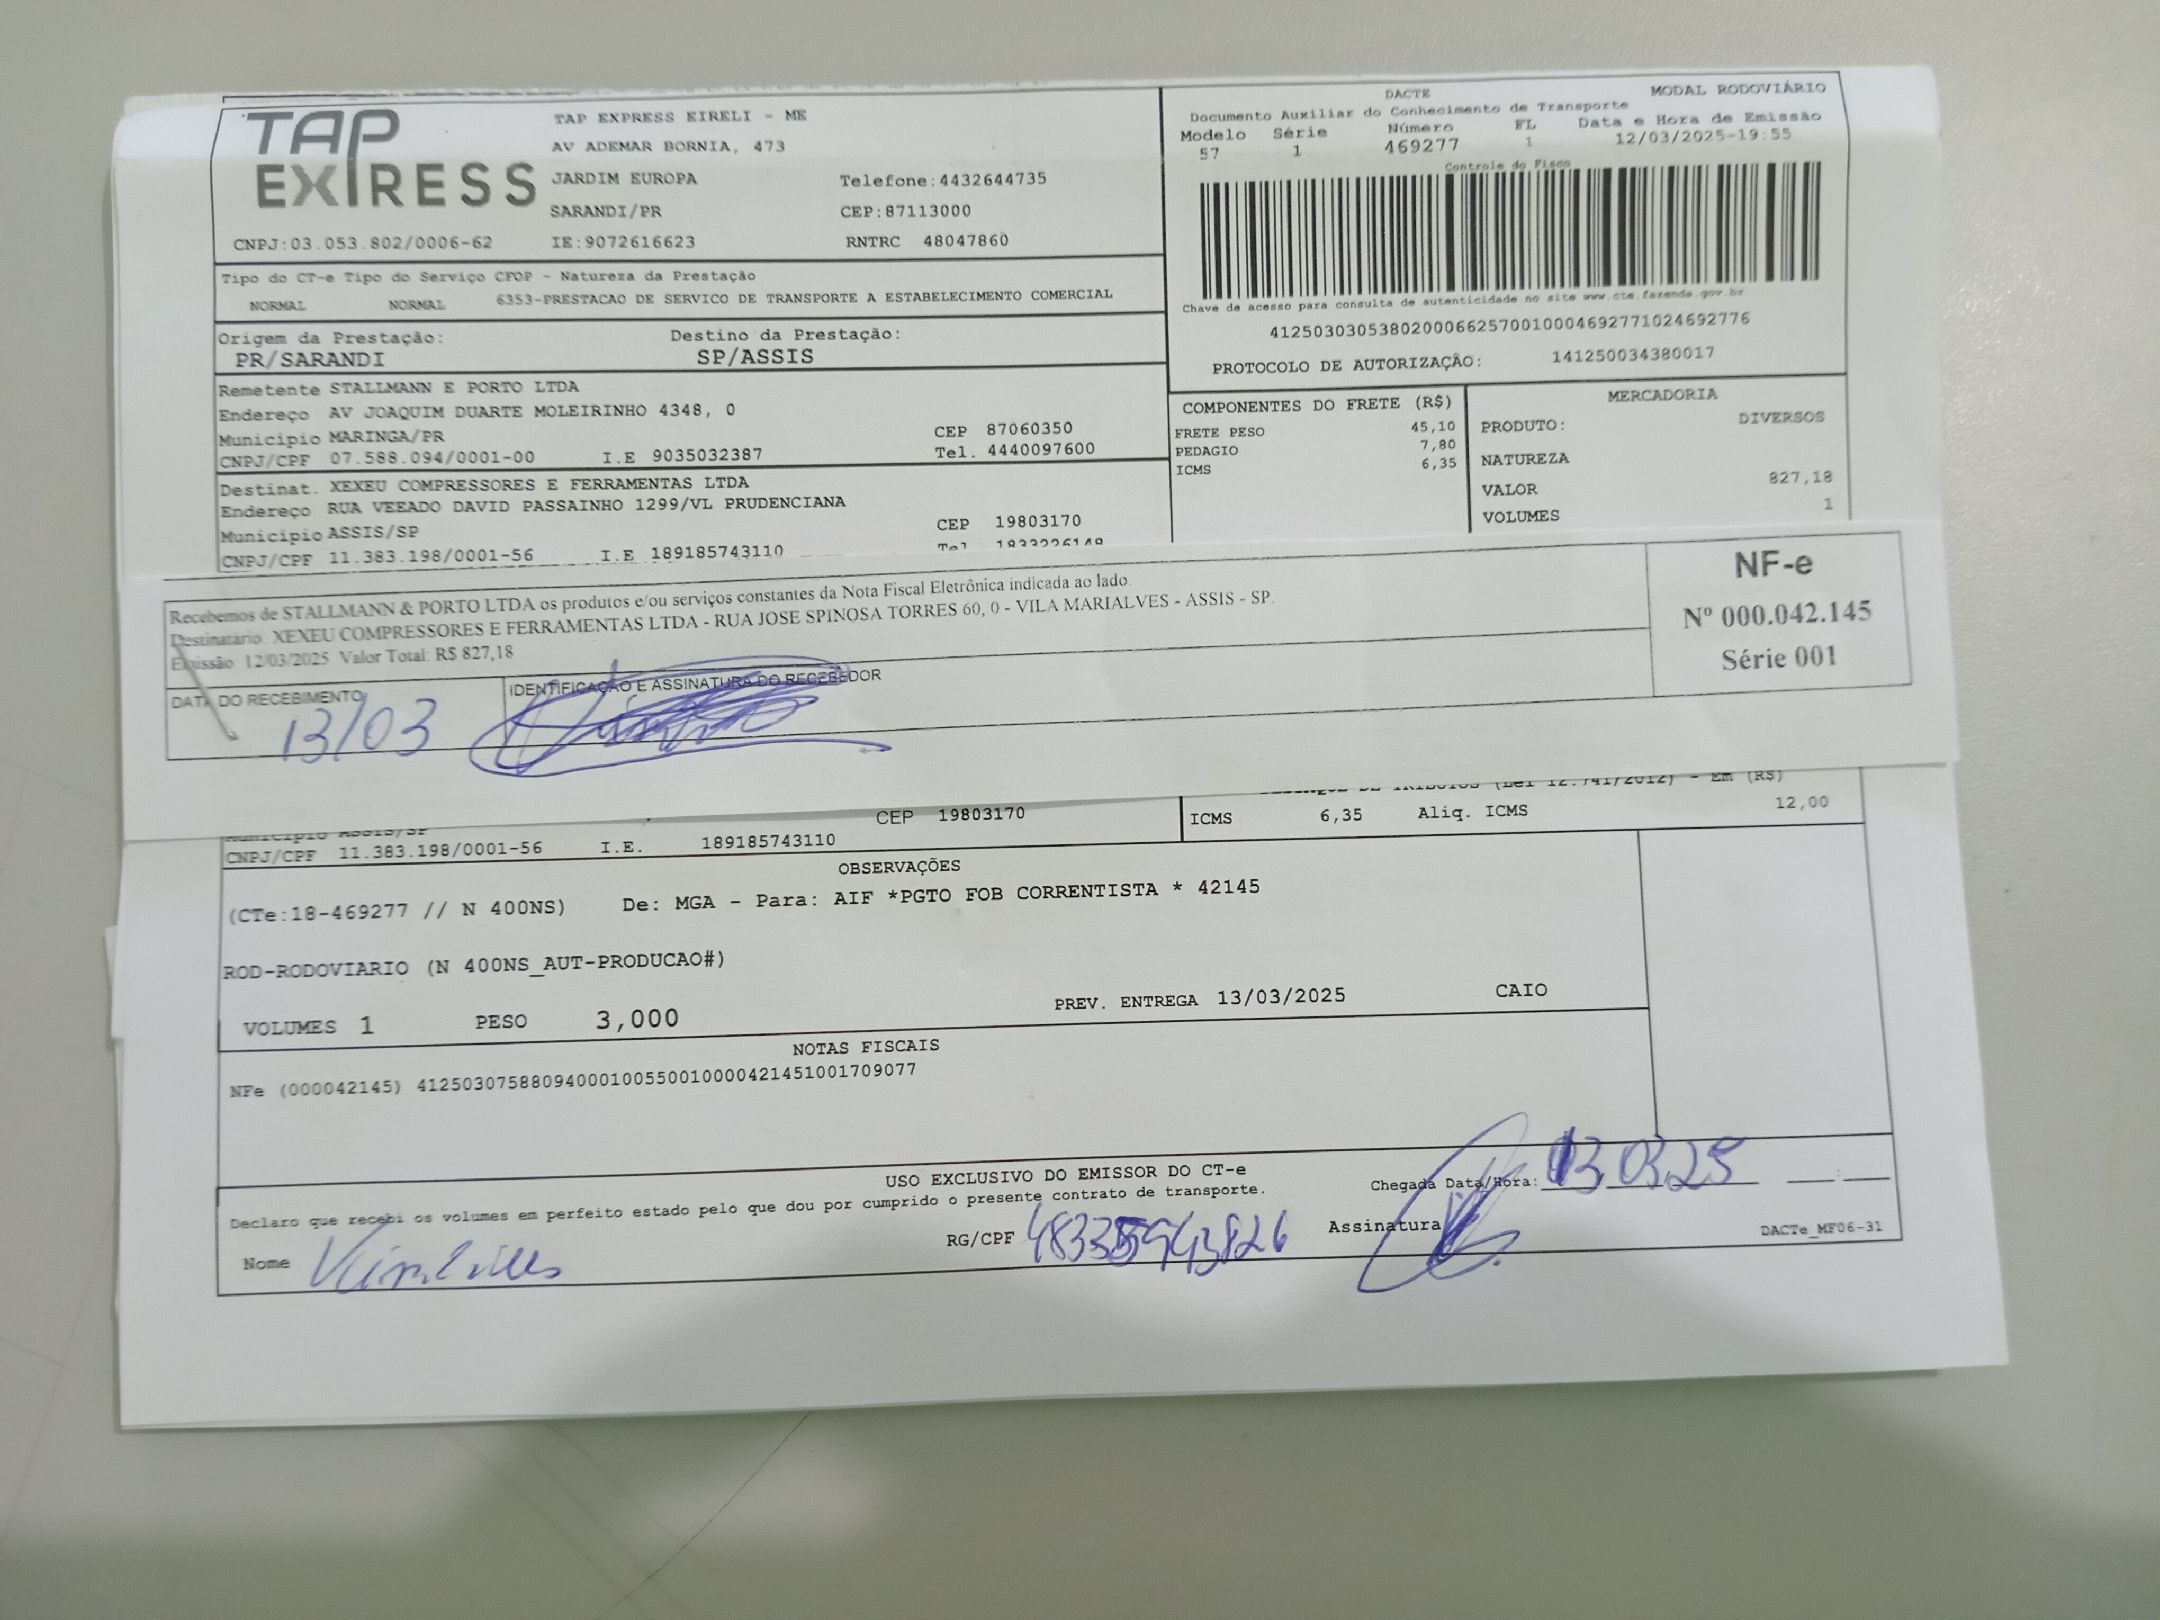 TAP EXPRESS
TAP EXPRESS EIRELI - ME
AV ADEMAR BORNIA, 473
JARDIM EUROPA Telefone:4432644735
SARANDI/PR CEP:87113000
CNPJ:03.053.802/0006-62 IE:9072616623 RNTRC 48047860
DACTE MODAL RODOVIÁRIO
Documento Auxiliar do Conhecimento de Transporte
Modelo Série Número FL Data e Hora de Emissão
57 1 469277 1 12/03/2025-19:55
Controle do Fisco
Chave de acesso para consulta de autenticidade no site www.cte.fazenda.gov.br
41250303053802000662570010004692771024692776
PROTOCOLO DE AUTORIZAÇÃO: 141250034380017
Tipo do CT-e Tipo do Serviço CFOP - Natureza da Prestação
NORMAL NORMAL 6353-PRESTACAO DE SERVICO DE TRANSPORTE A ESTABELECIMENTO COMERCIAL
Origem da Prestação: Destino da Prestação:
PR/SARANDI SP/ASSIS
Remetente STALLMANN E PORTO LTDA
Endereço AV JOAQUIM DUARTE MOLEIRINHO 4348, 0
Municipio MARINGA/PR CEP 87060350
CNPJ/CPF 07.588.094/0001-00 I.E 9035032387 Tel. 4440097600
Destinat. XEXEU COMPRESSORES E FERRAMENTAS LTDA
Endereço RUA VEEADO DAVID PASSAINHO 1299/VL PRUDENCIANA
Municipio ASSIS/SP CEP 19803170
CNPJ/CPF 11.383.198/0001-56 I.E 189185743110 Tel 1833226149
COMPONENTES DO FRETE (R$)
FRETE PESO 45,10
PEDAGIO 7,80
ICMS 6,35
MERCADORIA
PRODUTO: DIVERSOS
NATUREZA
VALOR 827,18
VOLUMES 1
Recebemos de STALLMANN & PORTO LTDA os produtos e/ou serviços constantes da Nota Fiscal Eletrônica indicada ao lado.
Destinatário: XEXEU COMPRESSORES E FERRAMENTAS LTDA - RUA JOSE SPINOSA TORRES 60, 0 - VILA MARIALVES - ASSIS - SP.
Emissão: 12/03/2025 Valor Total: R$ 827,18
DATA DO RECEBIMENTO IDENTIFICAÇÃO E ASSINATURA DO RECEBEDOR
13/03
NF-e
Nº 000.042.145
Série 001
DE TRIBUTOS (Lei 12.741/2012) - Em (R$)
Municipio ASSIS/SP CEP 19803170
ICMS 6,35 Aliq. ICMS 12,00
CNPJ/CPF 11.383.198/0001-56 I.E. 189185743110
OBSERVAÇÕES
(CTe:18-469277 // N 400NS) De: MGA - Para: AIF *PGTO FOB CORRENTISTA * 42145
ROD-RODOVIARIO (N 400NS_AUT-PRODUCAO#)
VOLUMES 1 PESO 3,000 PREV. ENTREGA 13/03/2025 CAIO
NOTAS FISCAIS
NFe (000042145) 41250307588094000100550010000421451001709077
USO EXCLUSIVO DO EMISSOR DO CT-e
Declaro que recebi os volumes em perfeito estado pelo que dou por cumprido o presente contrato de transporte.
Chegada Data/Hora: 13 03 25 :
Nome RG/CPF Assinatura
DACTe_MF06-31